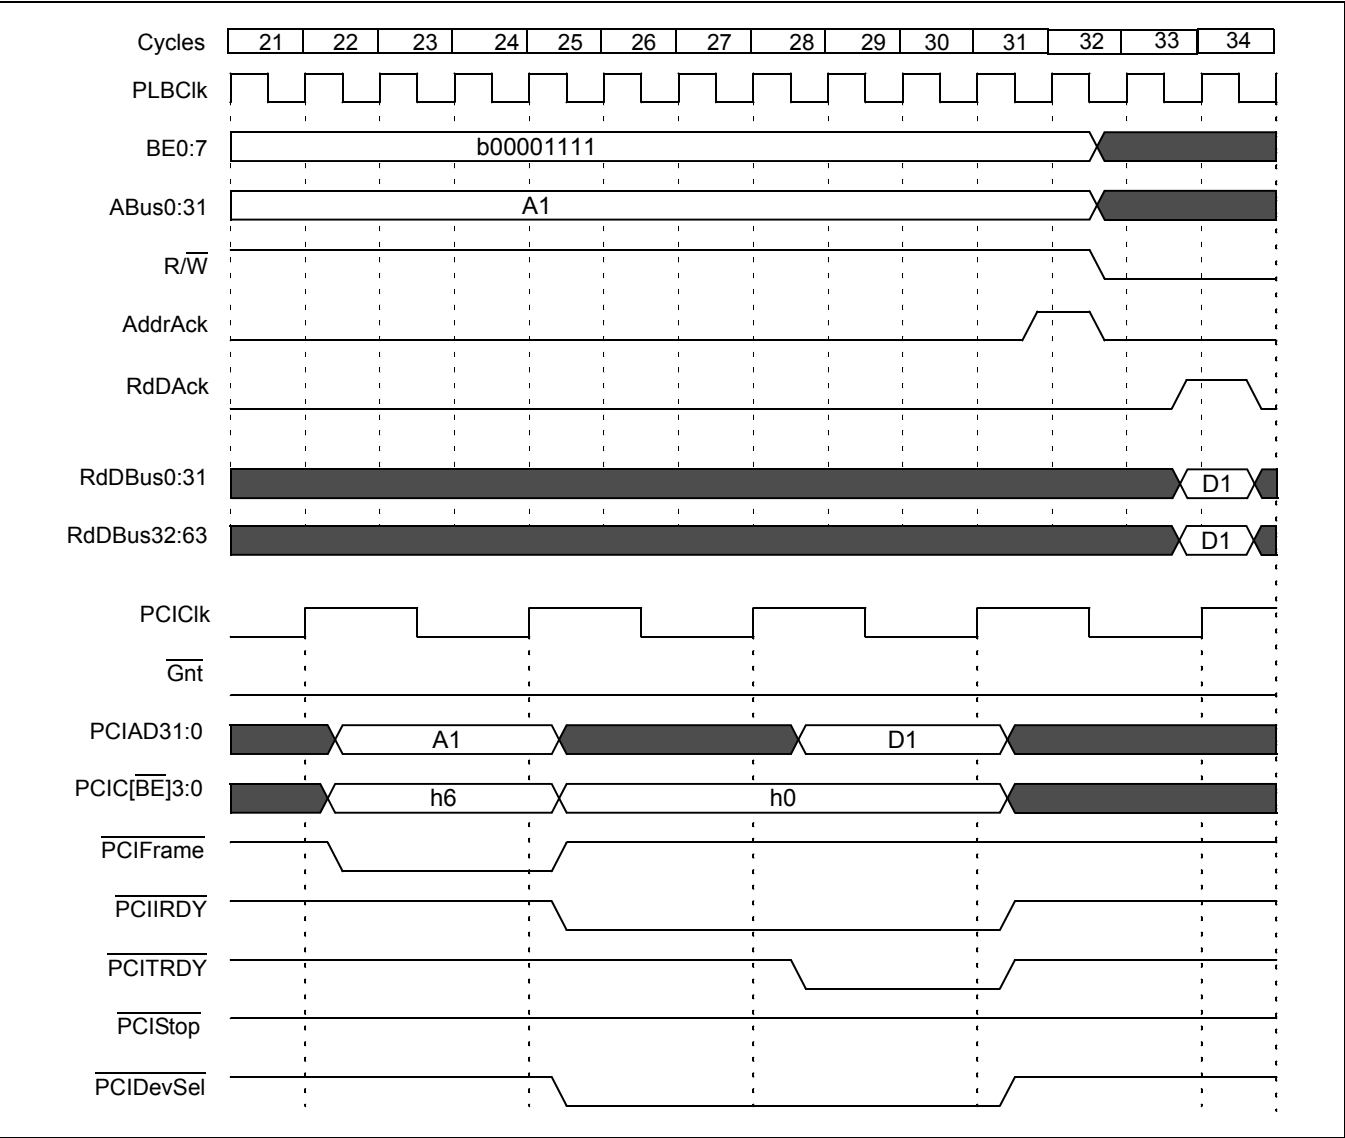 Cycles 21 22 23 24 25 26 27 28 29 30 31 32 33 34
PLBClk
BE0:7 b00001111
ABus0:31 A1
R/W
AddrAck
RdDAck
RdDBus0:31 D1
RdDBus32:63 D1
PCIClk
Gnt
PCIAD31:0 A1 D1
PCIC[BE]3:0 h6 h0
PCIFrame
PCIIRDY
PCITRDY
PCIStop
PCIDevSel